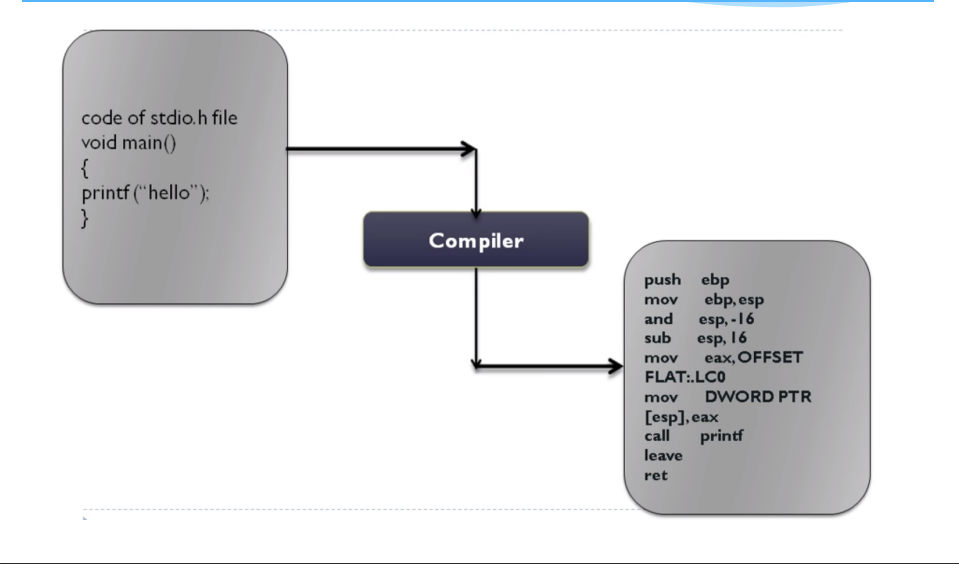 code of stdio.h file
void main()
{
printf (“hello”);
}
Compiler
push ebp
mov ebp, esp
and esp, -16
sub esp, 16
mov eax, OFFSET
FLAT:.LC0
mov DWORD PTR
[esp], eax
call printf
leave
ret